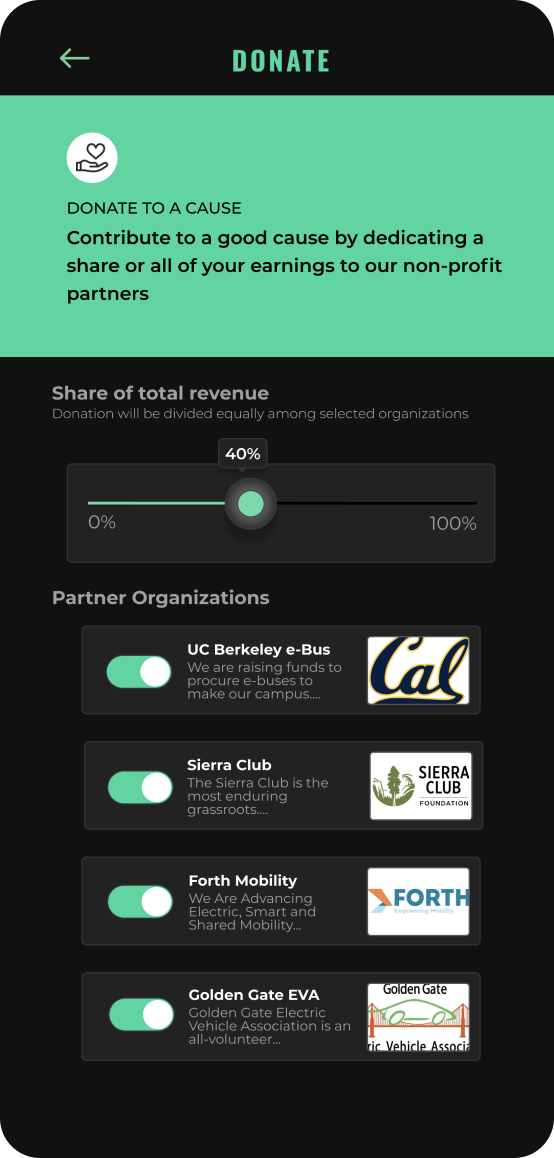 DONATE
DONATE TO A CAUSE
Contribute to a good cause by dedicating a
share or all of your earnings to our non-profit
partners
Share of total revenue
Donation will be divided equally among selected organizations
40%
0%
100%
Partner Organizations
UC Berkeley e-Bus
We are raising funds to
procure e-buses to
make our campus....
Cal
Sierra Club
The Sierra Club is the
most enduring
grassroots....
SIERRA
CLUB
FOUNDATION
Forth Mobility
We Are Advancing
Electric, Smart and
Shared Mobility...
FORTH
Empowering Mobility
Golden Gate EVA
Golden Gate Electric
Vehicle Association is an
all-volunteer...
Golden Gate
ric Vehicle Associa